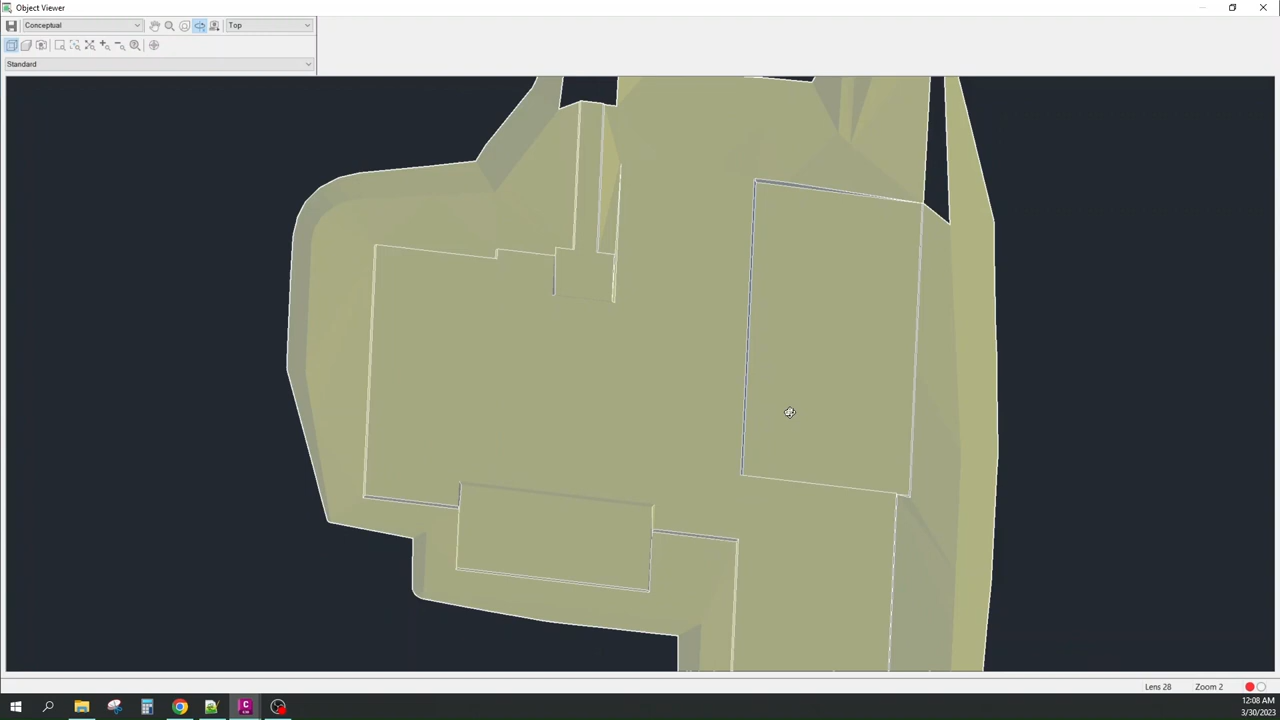 Object Viewer
Conceptual
Top
Standard
Lens 28
Zoom 2
12:08 AM
3/30/2023